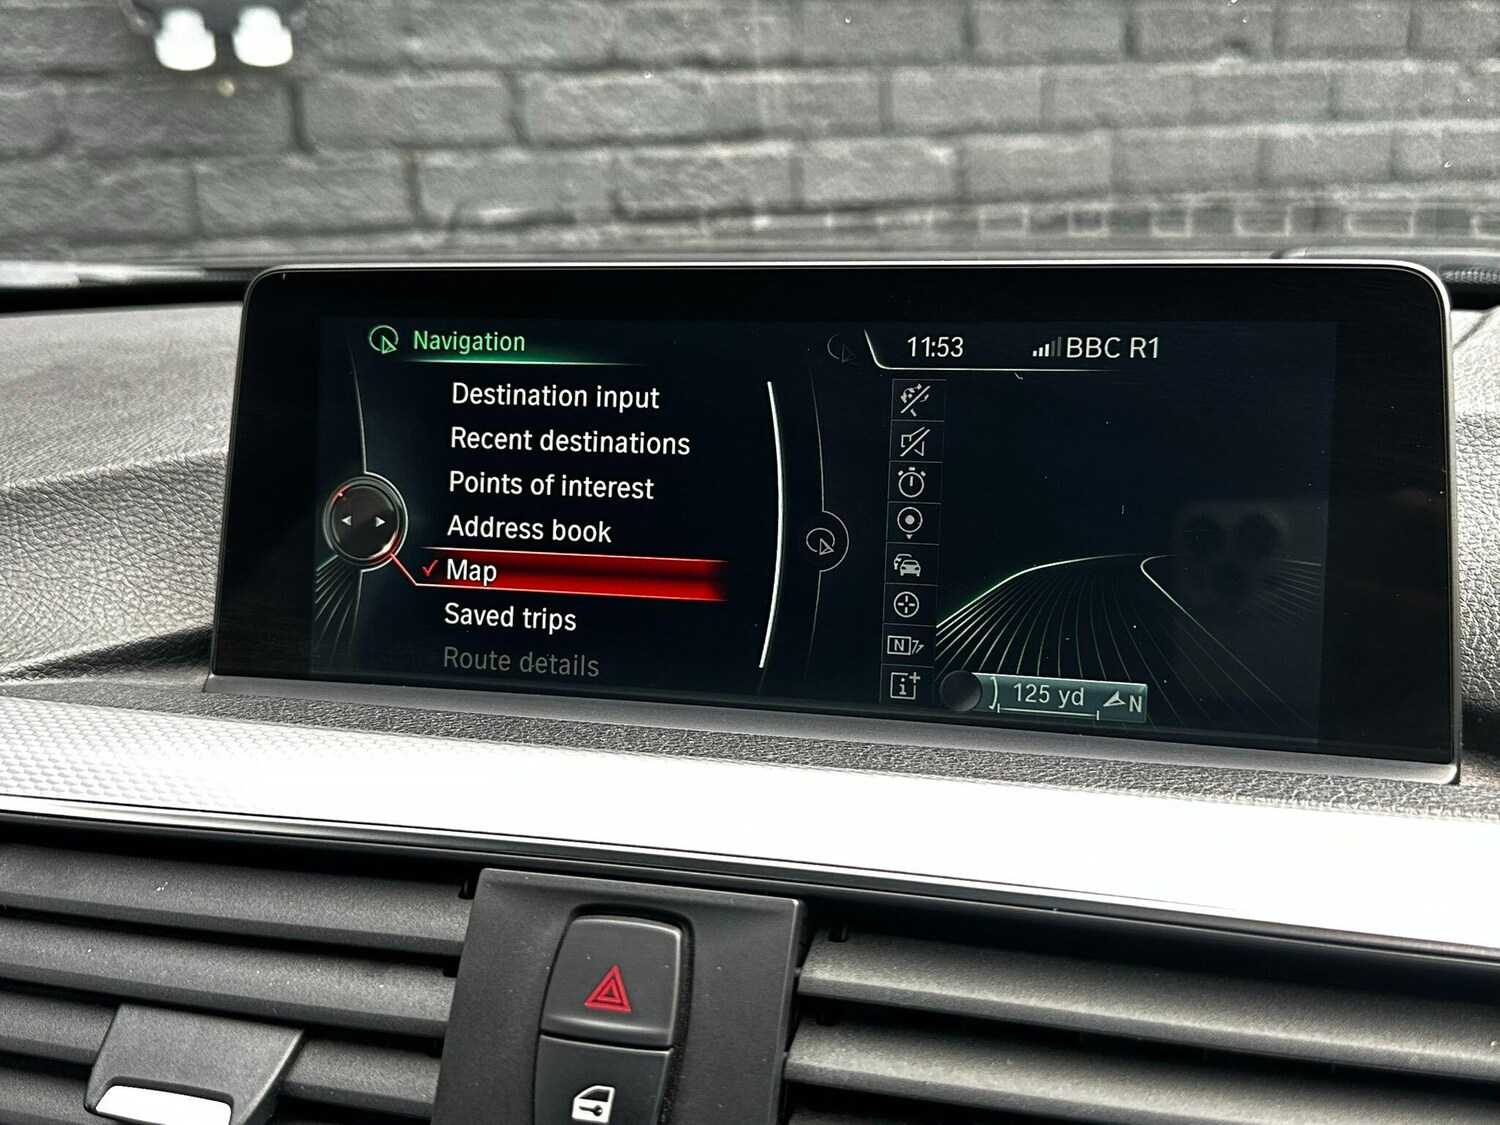 Navigation
Destination input
Recent destinations
Points of interest
Address book
Map
Saved trips
Route details
11:53
BBC R1
N
125 yd
N